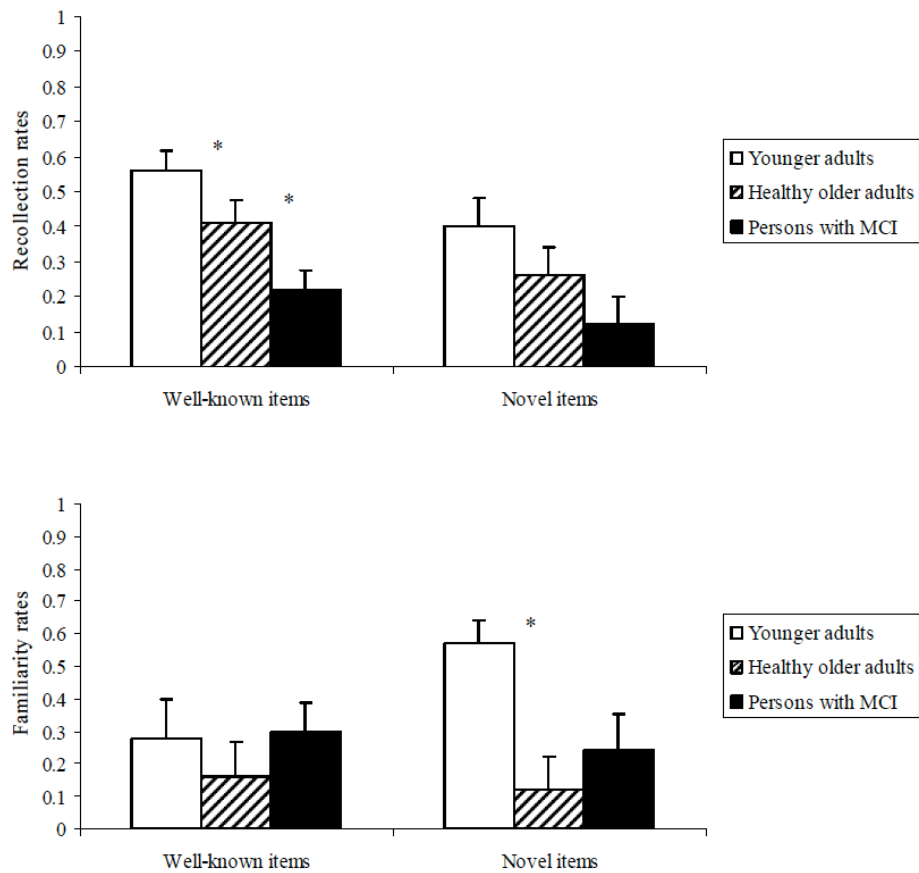 1
0.9
0.8
0.7
0.6
0.5
0.4
0.3
0.2
0.1
0
Recollection rates
*
*
Well-known items
Novel items
Younger adults
Healthy older adults
Persons with MCI
1
0.9
0.8
0.7
0.6
0.5
0.4
0.3
0.2
0.1
0
Familiarity rates
*
Well-known items
Novel items
Younger adults
Healthy older adults
Persons with MCI